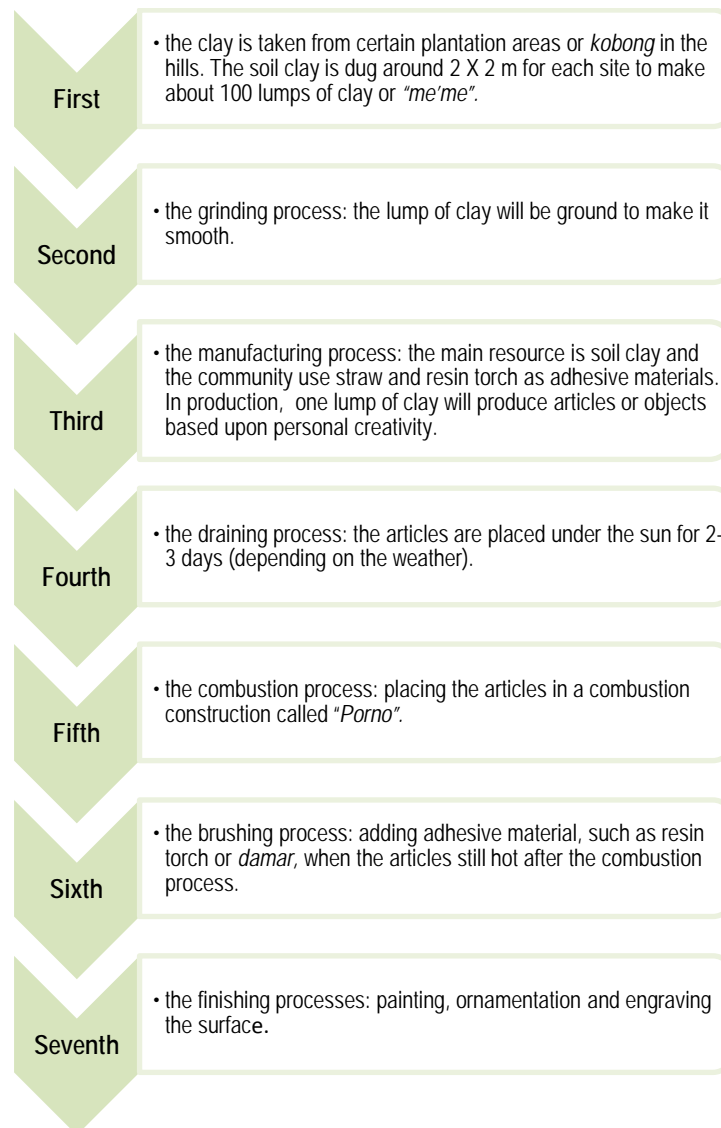 First
• the clay is taken from certain plantation areas or kobong in the
hills. The soil clay is dug around 2 X 2 m for each site to make
about 100 lumps of clay or "me'me".
Second
• the grinding process: the lump of clay will be ground to make it
smooth.
Third
• the manufacturing process: the main resource is soil clay and
the community use straw and resin torch as adhesive materials.
In production, one lump of clay will produce articles or objects
based upon personal creativity.
Fourth
• the draining process: the articles are placed under the sun for 2-
3 days (depending on the weather).
Fifth
• the combustion process: placing the articles in a combustion
construction called "Porno".
Sixth
• the brushing process: adding adhesive material, such as resin
torch or damar, when the articles still hot after the combustion
process.
Seventh
• the finishing processes: painting, ornamentation and engraving
the surface.